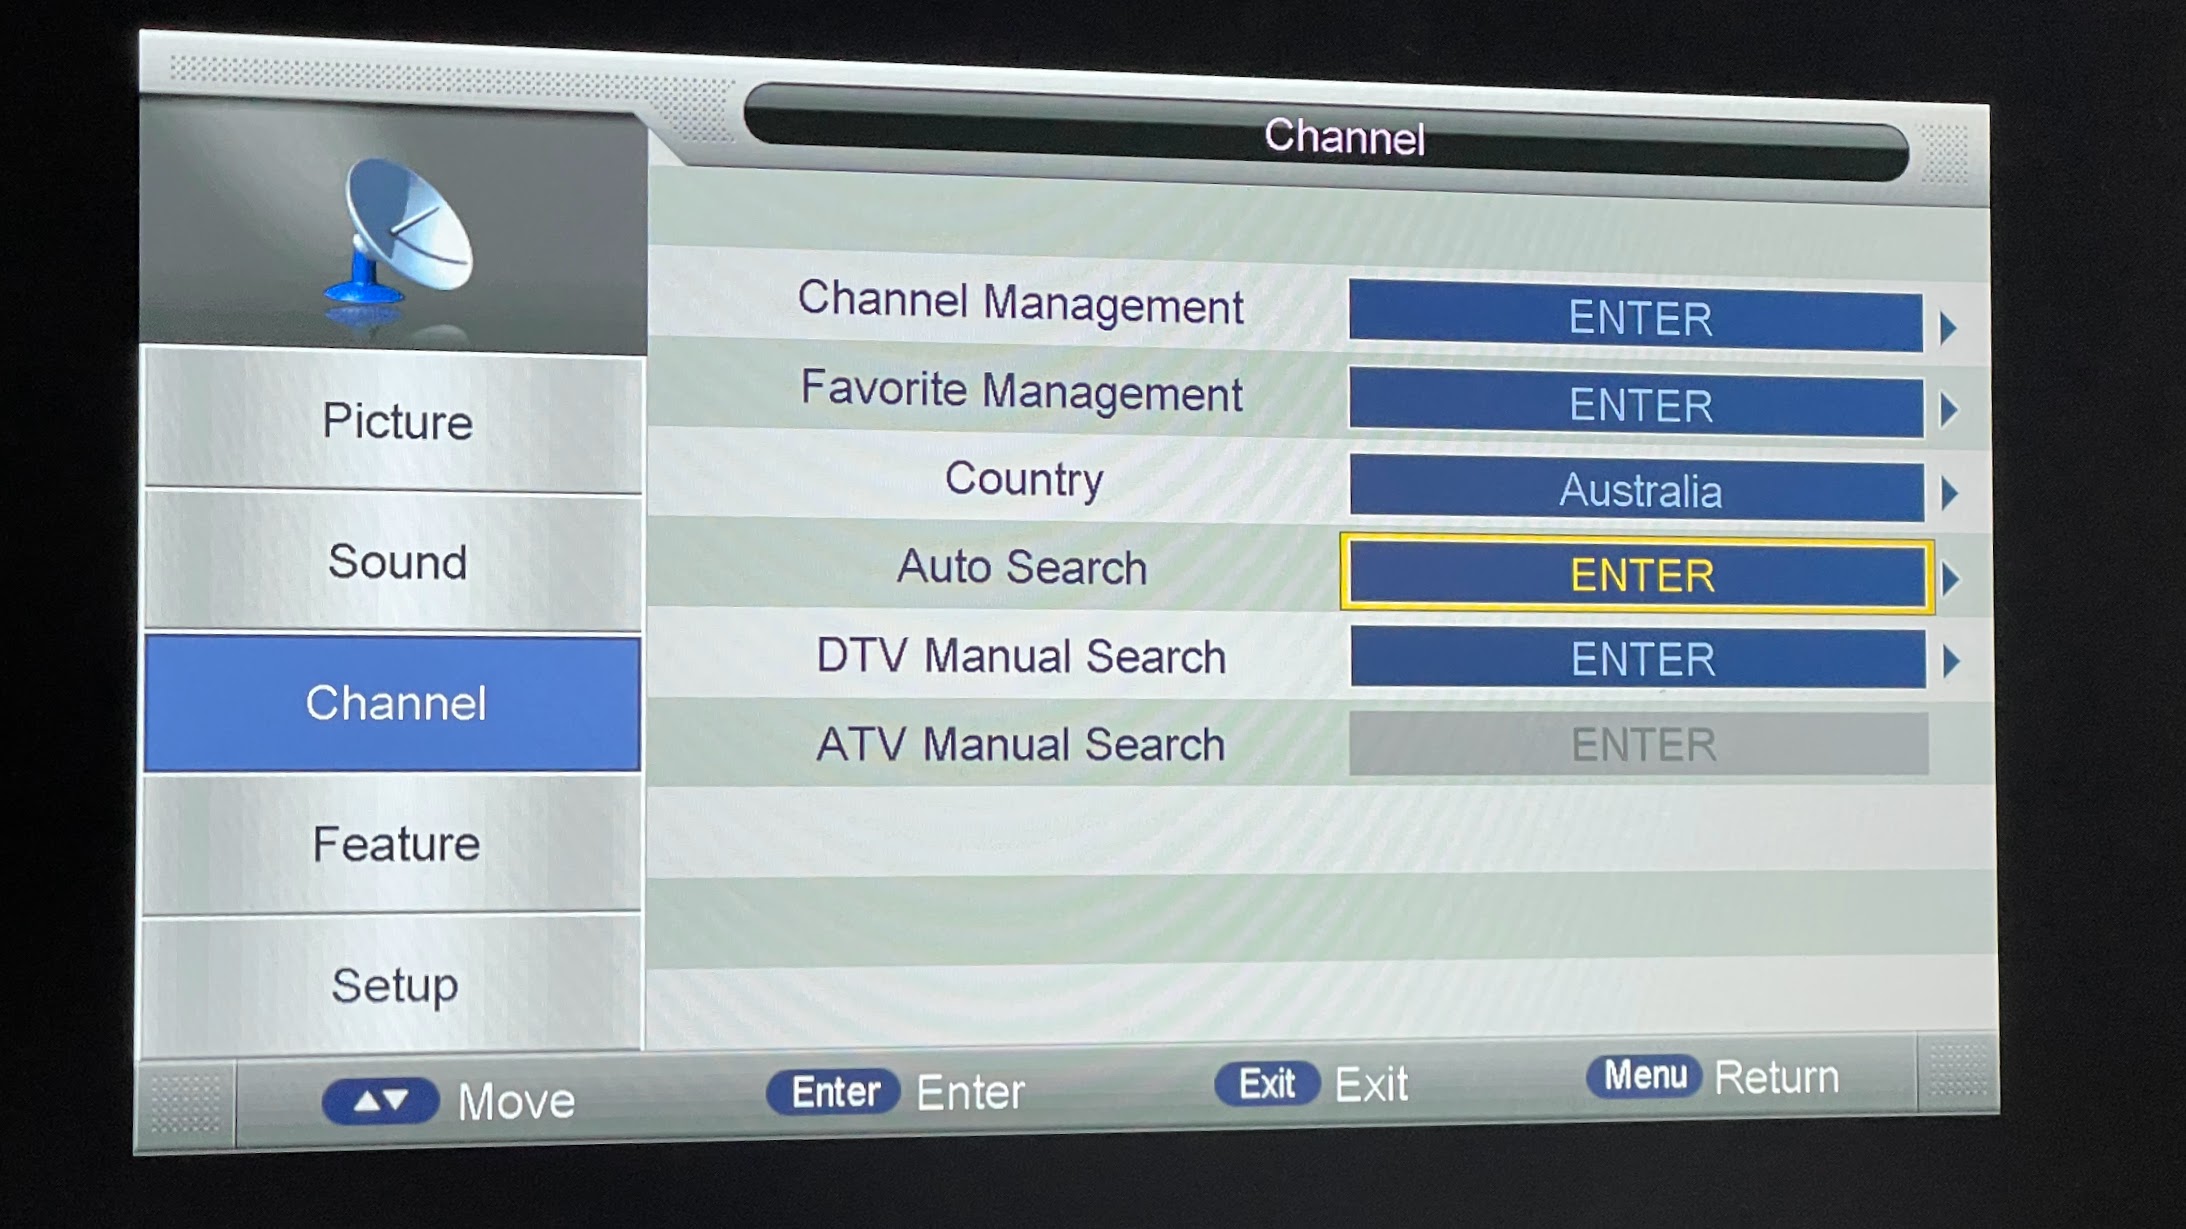 Channel
Picture
Sound
Channel
Feature
Setup
Channel Management ENTER
Favorite Management ENTER
Country Australia
Auto Search ENTER
DTV Manual Search ENTER
ATV Manual Search ENTER
▲▼ Move Enter Enter Exit Exit Menu Return